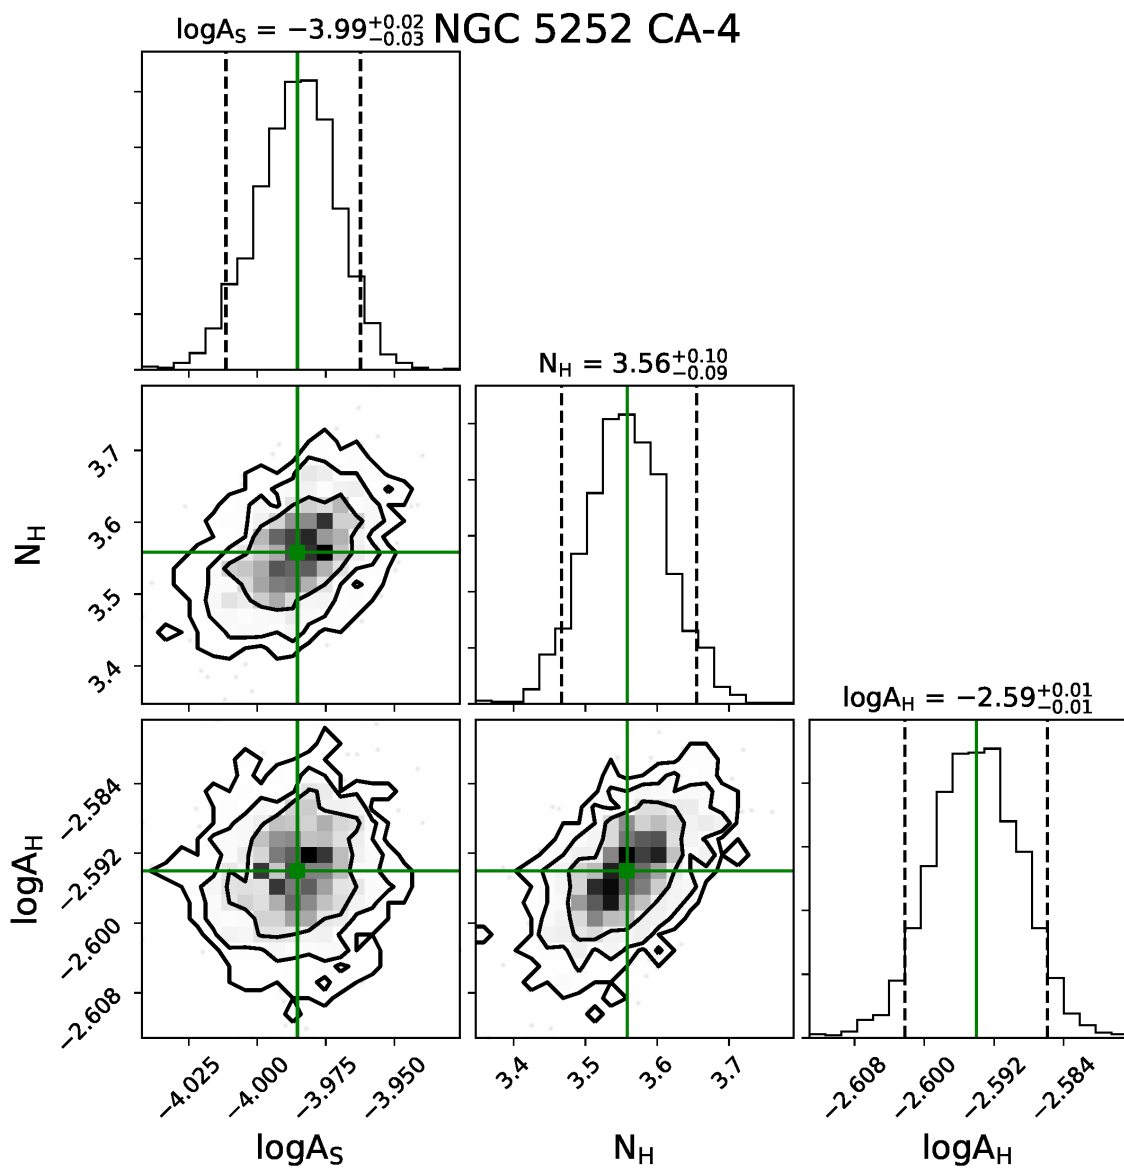 logA_S = −3.99^{+0.02}_{−0.03} NGC 5252 CA-4
N_H = 3.56^{+0.10}_{−0.09}
3.7
3.6
3.5
3.4
N_H
logA_H = −2.59^{+0.01}_{−0.01}
−2.584
−2.592
−2.600
−2.608
logA_H
−4.025 −4.000 −3.975 −3.950
3.4 3.5 3.6 3.7
−2.608 −2.600 −2.592 −2.584
logA_S N_H logA_H